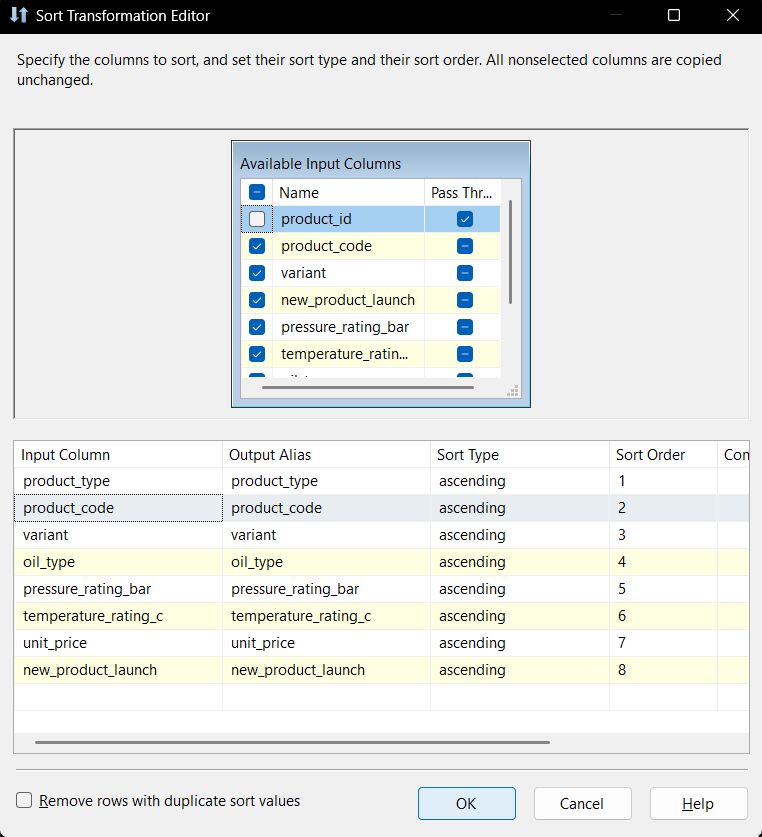 Sort Transformation Editor
Specify the columns to sort, and set their sort type and their sort order. All nonselected columns are copied
unchanged.
Available Input Columns
Name Pass Thr...
product_id
product_code
variant
new_product_launch
pressure_rating_bar
temperature_ratin...
Input Column Output Alias Sort Type Sort Order Con
product_type product_type ascending 1
product_code product_code ascending 2
variant variant ascending 3
oil_type oil_type ascending 4
pressure_rating_bar pressure_rating_bar ascending 5
temperature_rating_c temperature_rating_c ascending 6
unit_price unit_price ascending 7
new_product_launch new_product_launch ascending 8
Remove rows with duplicate sort values OK Cancel Help